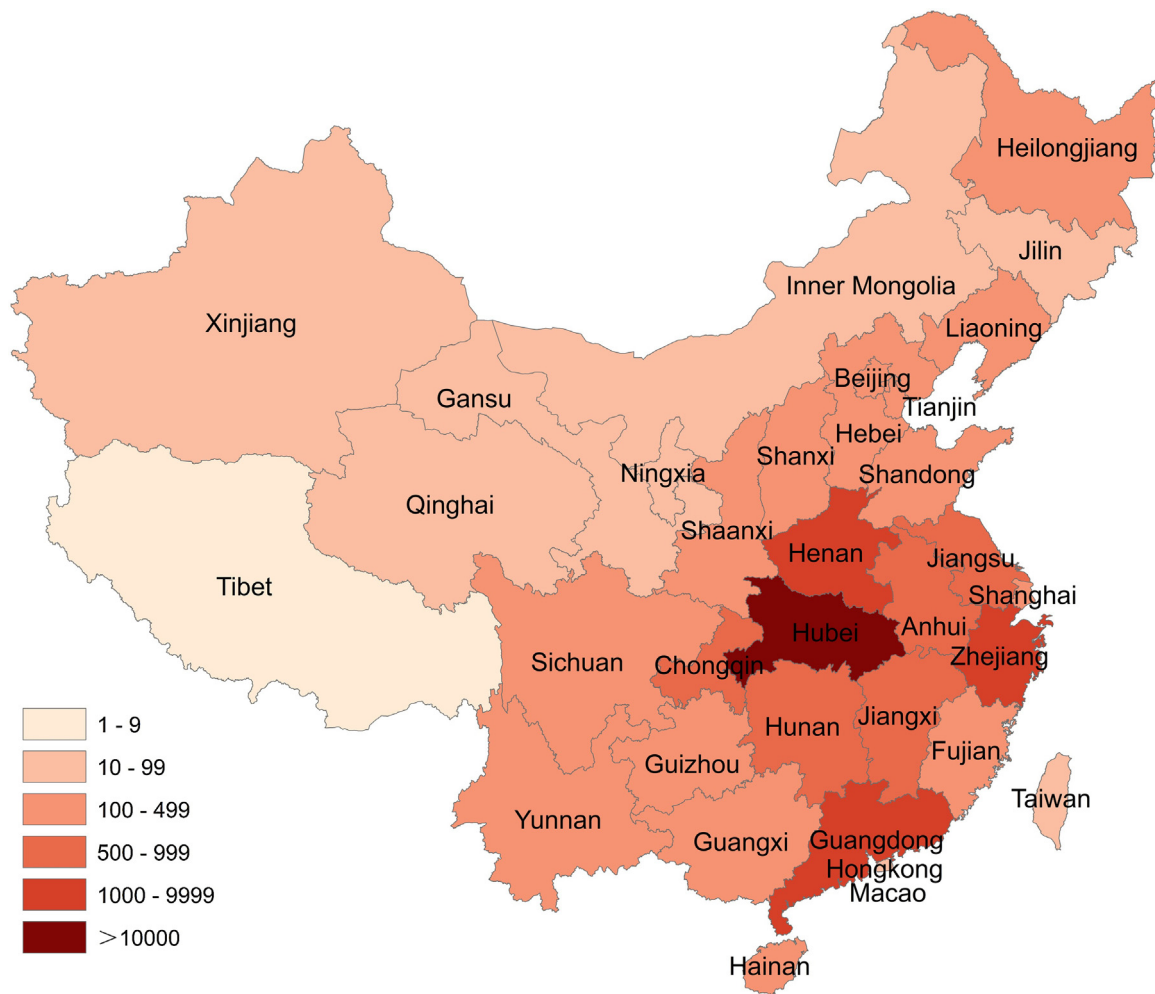 Heilongjiang
Jilin
Inner Mongolia
Xinjiang
Liaoning
Beijing
Gansu
Tianjin
Hebei
Shanxi
Ningxia
Shandong
Qinghai
Shaanxi
Henan
Jiangsu
Tibet
Shanghai
Hubei
Anhui
Zhejiang
Sichuan
Chongqin
Jiangxi
Hunan
Fujian
Guizhou
Taiwan
Yunnan
Guangxi
Guangdong
Hongkong
Macao
Hainan
1 - 9
10 - 99
100 - 499
500 - 999
1000 - 9999
＞10000